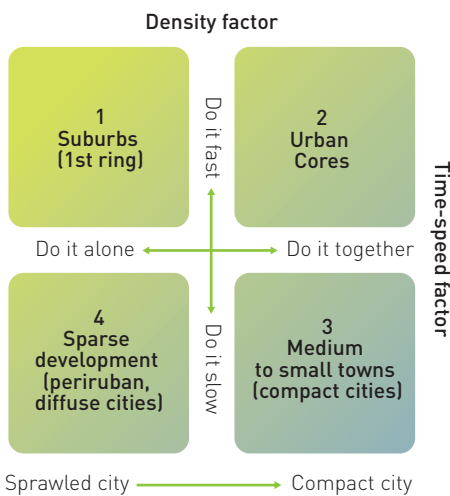 Density factor
1
Suburbs
(1st ring)
Do it fast
2
Urban
Cores
Time-speed factor
Do it alone
Do it together
4
Sparse
development
(periruban,
diffuse cities)
Do it slow
3
Medium
to small towns
(compact cities)
Sprawled city
Compact city